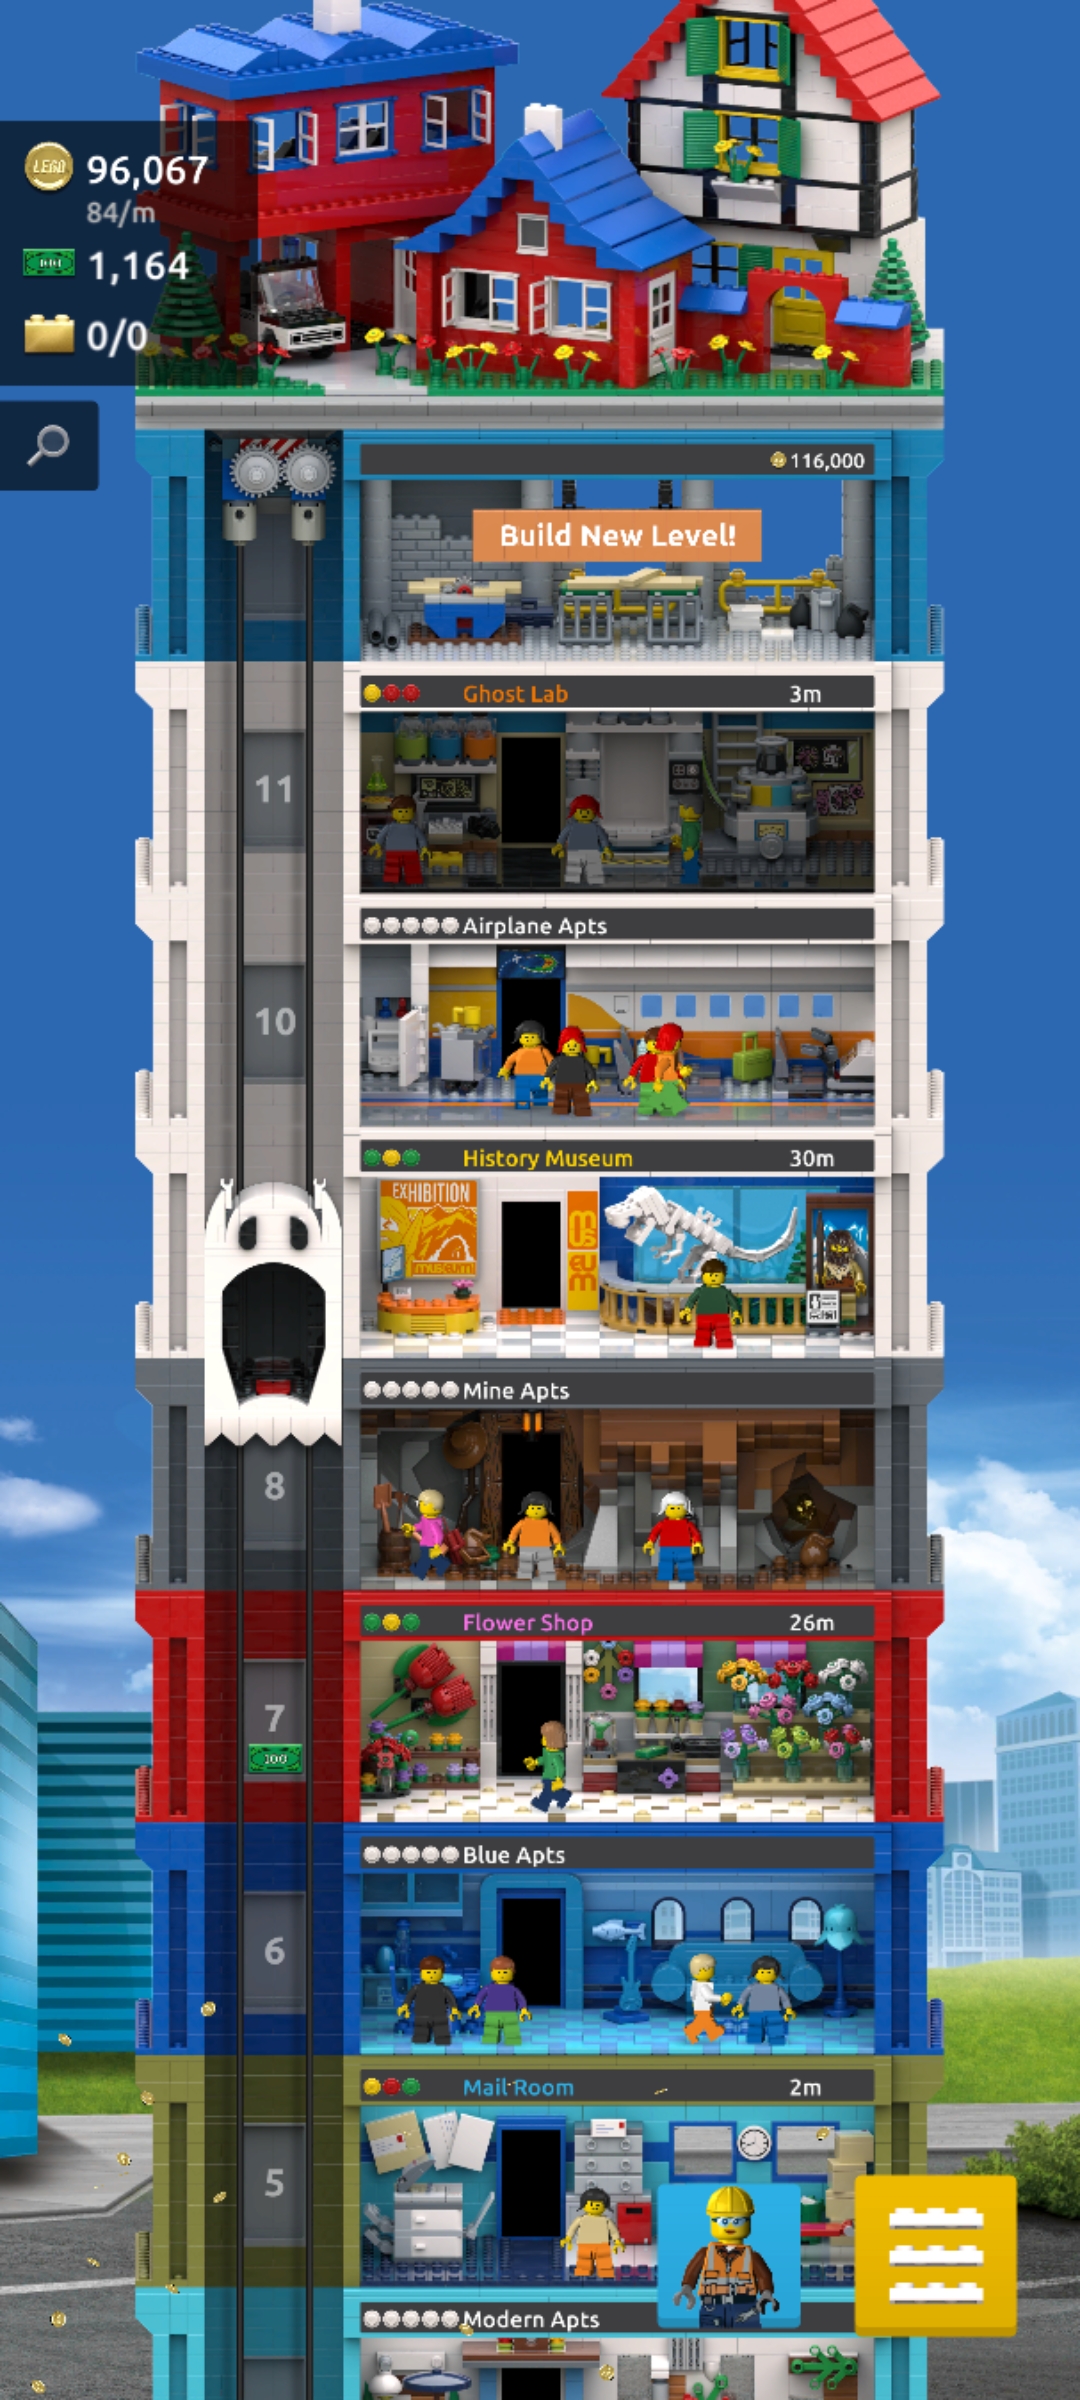 LEGO
96,067
84/m
1,164
0/0
116,000
Build New Level!
Ghost Lab 3m
11
Airplane Apts
10
History Museum 30m
EXHIBITION
museum
MUSEUM
Mine Apts
8
Flower Shop 26m
7
100
Blue Apts
6
Mail Room 2m
5
Modern Apts